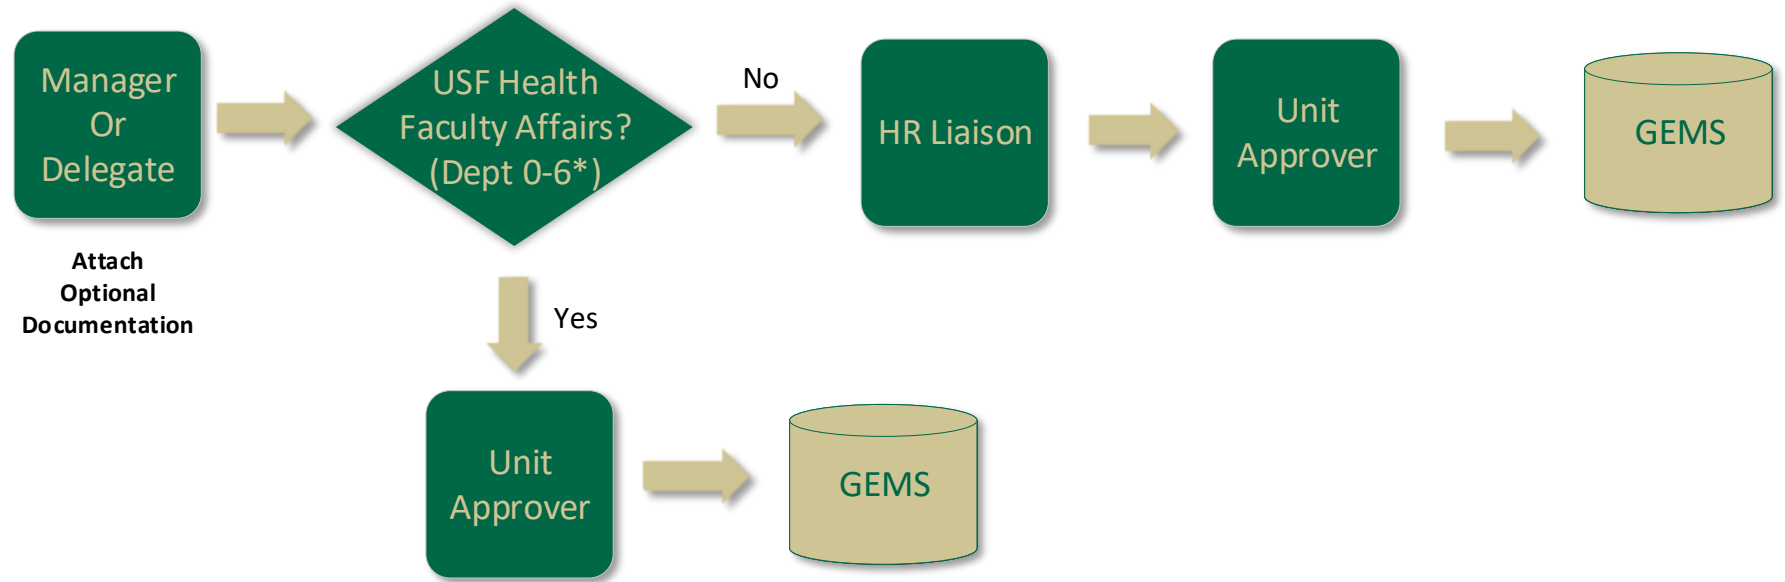 Manager
Or
Delegate
Attach
Optional
Documentation
USF Health
Faculty Affairs?
(Dept 0-6*)
No
HR Liaison
Unit
Approver
GEMS
Yes
Unit
Approver
GEMS